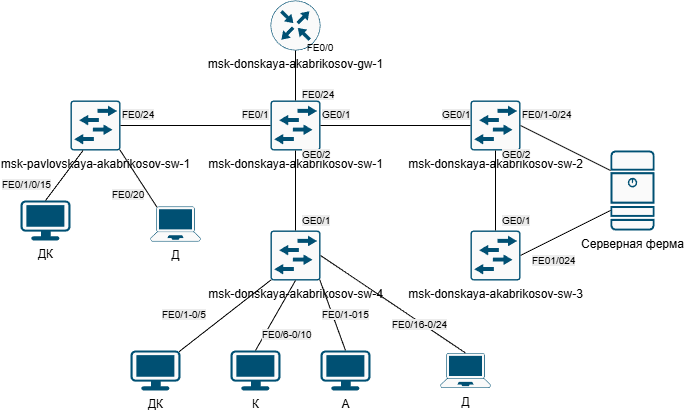 FE0/0
msk-donskaya-akabrikosov-gw-1
FE0/24
FE0/24
FE0/1
GE0/1
GE0/1
FE0/1-0/24
msk-pavlovskaya-akabrikosov-sw-1
msk-donskaya-akabrikosov-sw-1
msk-donskaya-akabrikosov-sw-2
GE0/2
GE0/2
FE0/1/0/15
FE0/20
GE0/1
GE0/1
ДК
Д
Серверная ферма
FE01/024
msk-donskaya-akabrikosov-sw-4
msk-donskaya-akabrikosov-sw-3
FE0/1-0/5
FE0/6-0/10
FE0/1-015
FE0/16-0/24
ДК
К
А
Д